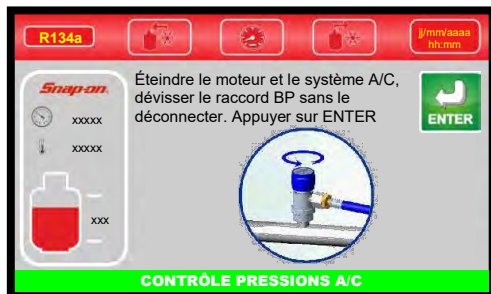 R134a
jj/mm/aaaa
hh:mm
Snap-on
xxxxx
xxxxx
xxx
Éteindre le moteur et le système A/C,
dévisser le raccord BP sans le
déconnecter. Appuyer sur ENTER
ENTER
CONTRÔLE PRESSIONS A/C